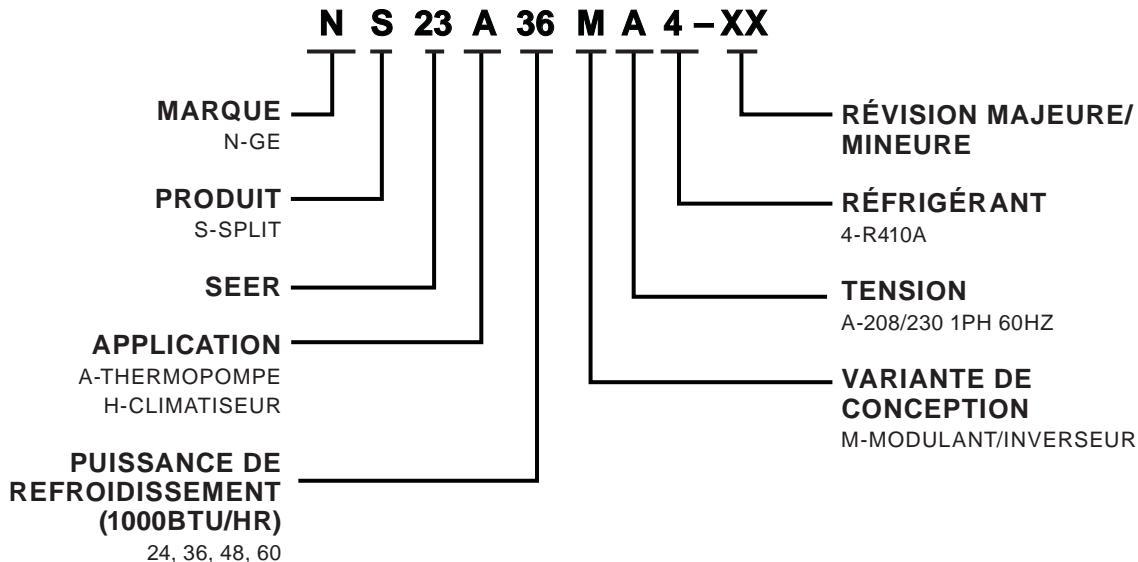 N S 23 A 36 M A 4 – XX
MARQUE
N-GE
PRODUIT
S-SPLIT
SEER
APPLICATION
A-THERMOPOMPE
H-CLIMATISEUR
PUISSANCE DE
REFROIDISSEMENT
(1000BTU/HR)
24, 36, 48, 60
RÉVISION MAJEURE/
MINEURE
RÉFRIGÉRANT
4-R410A
TENSION
A-208/230 1PH 60HZ
VARIANTE DE
CONCEPTION
M-MODULANT/INVERSEUR